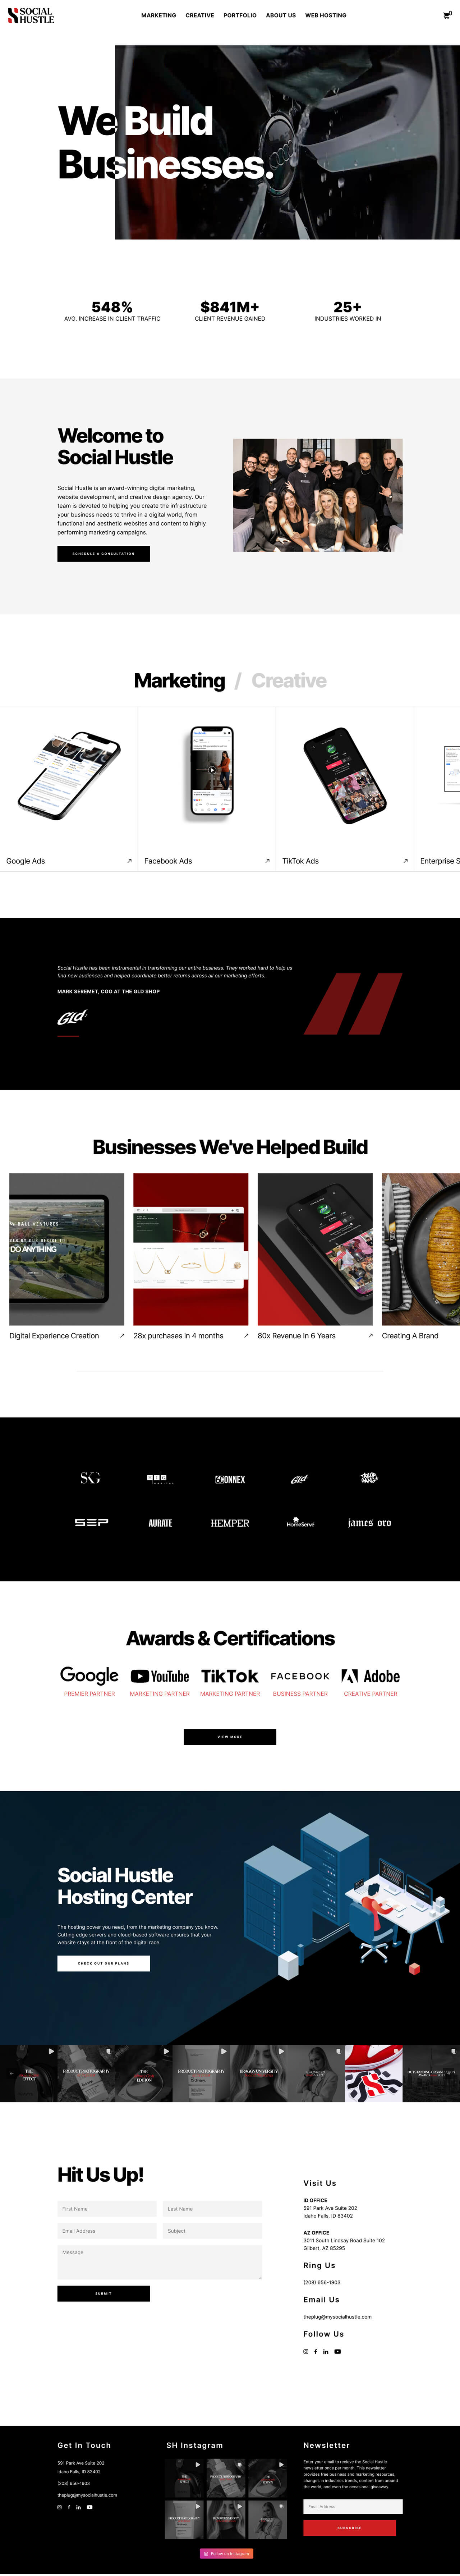 SOCIAL HUSTLE
MARKETING CREATIVE PORTFOLIO ABOUT US WEB HOSTING
0
We Build
Businesses.
548% $841M+ 25+
AVG. INCREASE IN CLIENT TRAFFIC CLIENT REVENUE GAINED INDUSTRIES WORKED IN
Welcome to
Social Hustle
Social Hustle is an award-winning digital marketing,
website development, and creative design agency. Our
team is devoted to helping you create the infrastructure
your business needs to thrive in a digital world, from
functional and aesthetic websites and content to highly
performing marketing campaigns.
SCHEDULE A CONSULTATION
Marketing / Creative
Google Ads Facebook Ads TikTok Ads Enterprise S
Social Hustle has been instrumental in transforming our entire business. They worked hard to help us
find new audiences and helped coordinate better returns across all our marketing efforts.
MARK SEREMET, COO AT THE GLD SHOP
GLD
Businesses We've Helped Build
BALL VENTURES
DO ANYTHING
Digital Experience Creation 28x purchases in 4 months 80x Revenue In 6 Years Creating A Brand
SKG KONNEX GLD
SEP AURATE HEMPER HomeServe james oro
Awards & Certifications
Google YouTube TikTok FACEBOOK Adobe
PREMIER PARTNER MARKETING PARTNER MARKETING PARTNER BUSINESS PARTNER CREATIVE PARTNER
VIEW MORE
Social Hustle
Hosting Center
The hosting power you need, from the marketing company you know.
Cutting edge servers and cloud-based software ensures that your
website stays at the front of the digital race.
CHECK OUT OUR PLANS
THE EFFECT
PRODUCT PHOTOGRAPHY
THE EDITION
PRODUCT PHOTOGRAPHY
Hit Us Up!
First Name Last Name
Email Address Subject
Message
SUBMIT
Visit Us
ID OFFICE
591 Park Ave Suite 202
Idaho Falls, ID 83402
AZ OFFICE
3011 South Lindsay Road Suite 102
Gilbert, AZ 85295
Ring Us
(208) 656-1903
Email Us
theplug@mysocialhustle.com
Follow Us
Get In Touch
591 Park Ave Suite 202
Idaho Falls, ID 83402
(208) 656-1903
theplug@mysocialhustle.com
SH Instagram
Follow on Instagram
Newsletter
Enter your email to recieve the Social Hustle
newsletter once per month. This newsletter
provides free business and marketing resources,
changes in industries trends, content from around
the world, and even the occasional giveaway.
Email Address
SUBSCRIBE